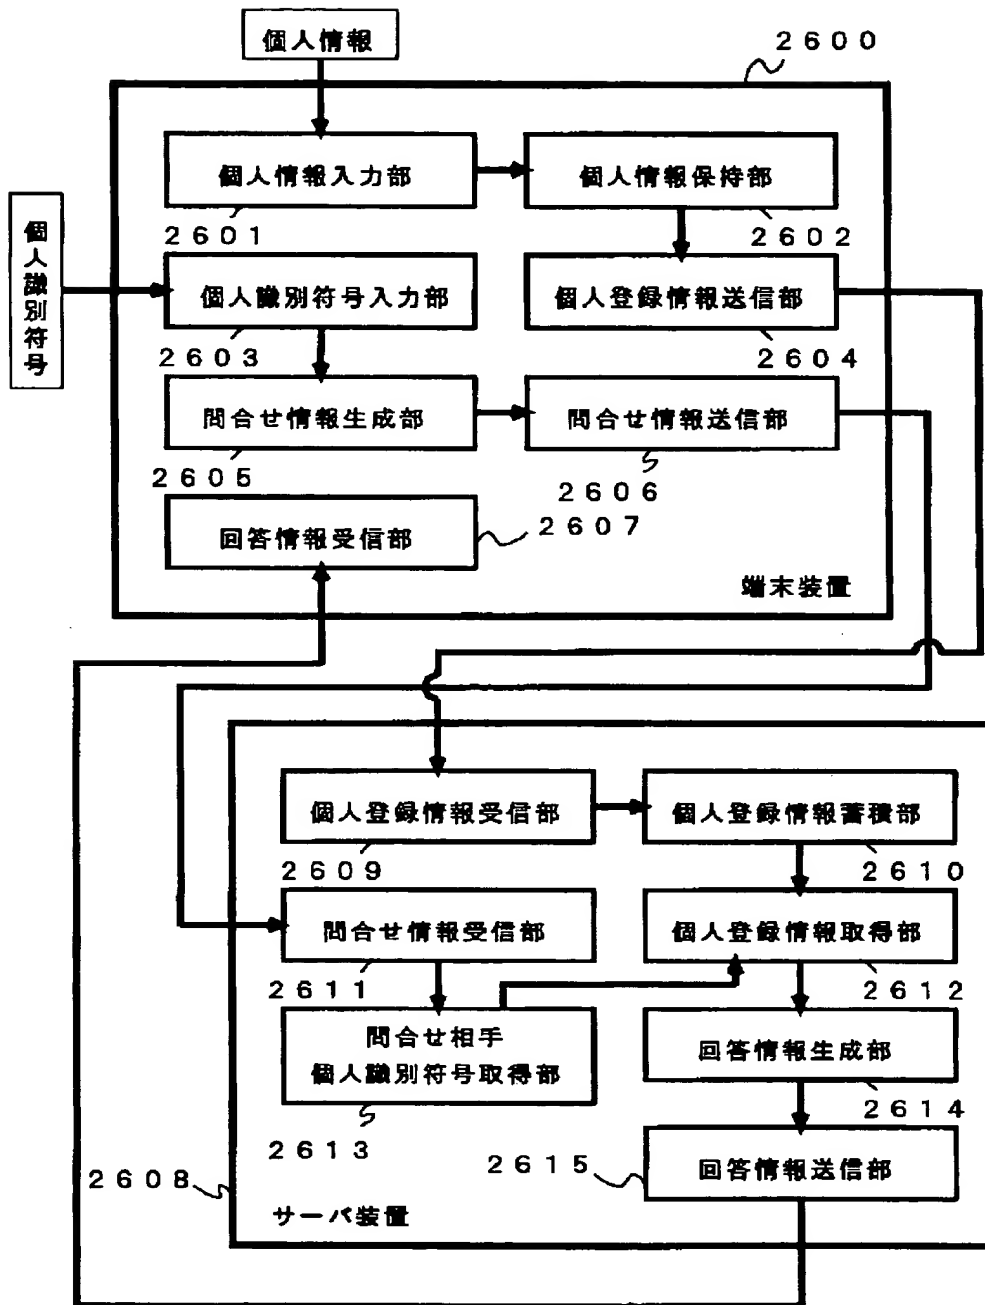 個人情報
2600
個人情報入力部
個人情報保持部
2601
2602
個人識別符号
個人識別符号入力部
個人登録情報送信部
2603
2604
問合せ情報生成部
問合せ情報送信部
2605
2606
回答情報受信部
2607
端末装置
個人登録情報受信部
個人登録情報蓄積部
2609
2610
問合せ情報受信部
個人登録情報取得部
2611
2612
問合せ相手
個人識別符号取得部
回答情報生成部
2613
2614
2608
2615
回答情報送信部
サーバ装置